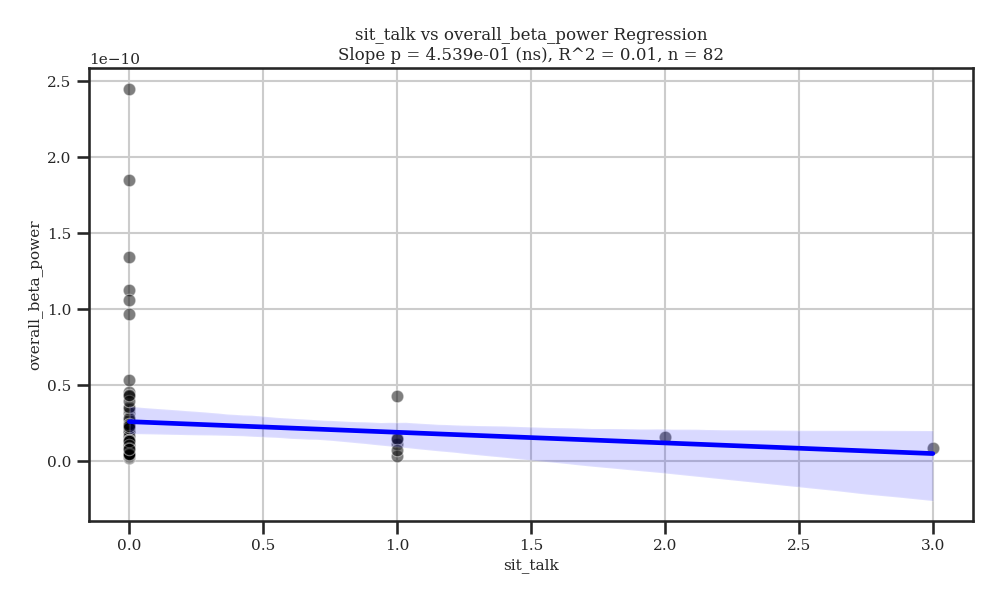 sit_talk vs overall_beta_power Regression
Slope p = 4.539e-01 (ns), R^2 = 0.01, n = 82
1e−10
2.5
2.0
1.5
1.0
0.5
0.0
overall_beta_power
0.0 0.5 1.0 1.5 2.0 2.5 3.0
sit_talk